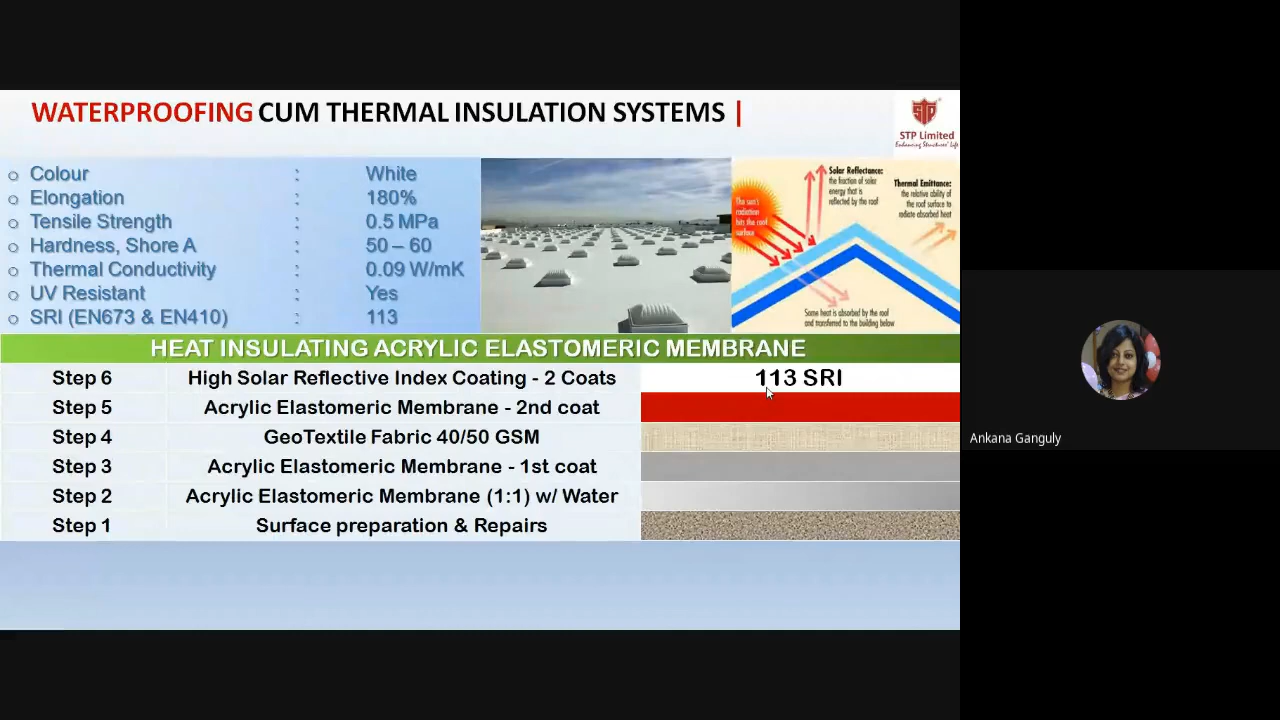 WATERPROOFING CUM THERMAL INSULATION SYSTEMS |
STP
STP Limited
Enhancing Structures' Life
Colour : White
Elongation : 180%
Tensile Strength : 0.5 MPa
Hardness, Shore A : 50 – 60
Thermal Conductivity : 0.09 W/mK
UV Resistant : Yes
SRI (EN673 & EN410) : 113
Solar Reflectance:
the fraction of solar
energy that is
reflected by the roof
Thermal Emittance:
the relative ability of
the roof surface to
radiate absorbed heat
The sun's
radiation
hits the roof
surface
Some heat is absorbed by the roof
and transferred to the building below
HEAT INSULATING ACRYLIC ELASTOMERIC MEMBRANE
Step 6 High Solar Reflective Index Coating - 2 Coats 113 SRI
Step 5 Acrylic Elastomeric Membrane - 2nd coat
Step 4 GeoTextile Fabric 40/50 GSM
Step 3 Acrylic Elastomeric Membrane - 1st coat
Step 2 Acrylic Elastomeric Membrane (1:1) w/ Water
Step 1 Surface preparation & Repairs
Ankana Ganguly